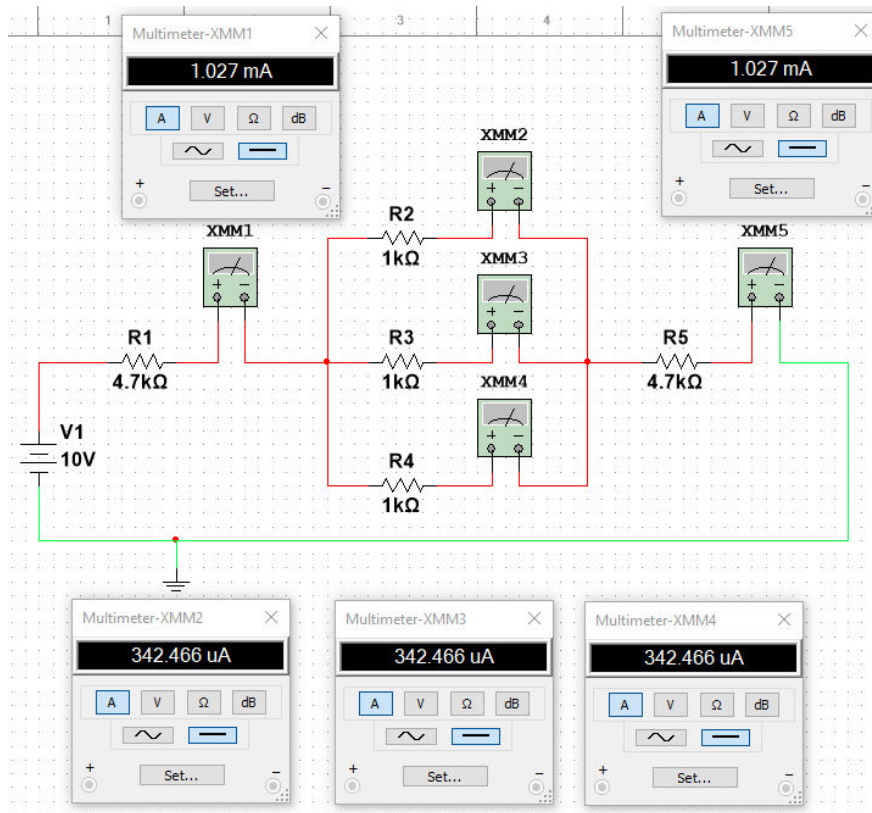 1
3
4
Multimeter-XMM1
1.027 mA
A
V
Ω
dB
+
Set...
–
Multimeter-XMM5
1.027 mA
A
V
Ω
dB
+
Set...
–
XMM2
+ –
R2
1kΩ
XMM1
+ –
XMM3
+ –
XMM5
+ –
R1
4.7kΩ
R3
1kΩ
R5
4.7kΩ
XMM4
+ –
V1
10V
R4
1kΩ
Multimeter-XMM2
342.466 uA
A
V
Ω
dB
+
Set...
–
Multimeter-XMM3
342.466 uA
A
V
Ω
dB
+
Set...
–
Multimeter-XMM4
342.466 uA
A
V
Ω
dB
+
Set...
–